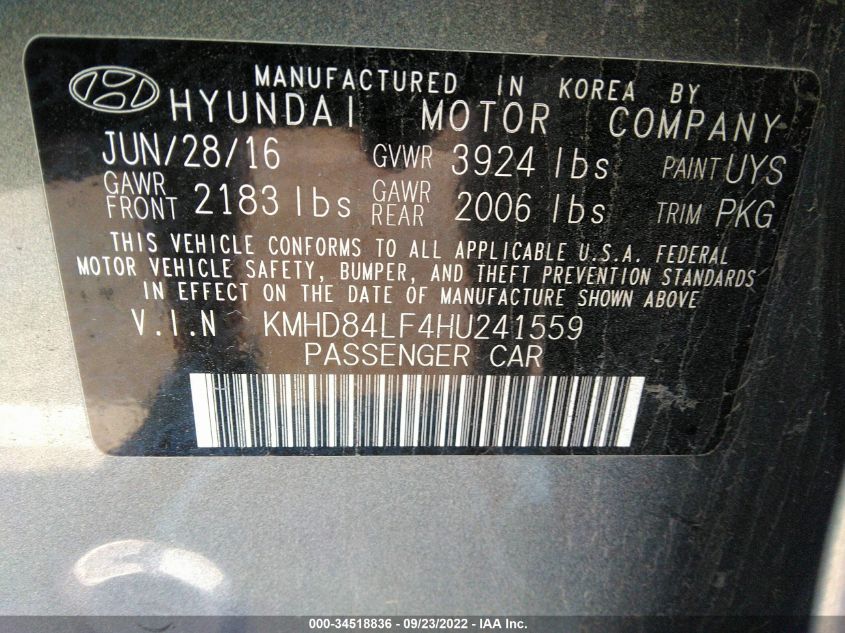 MANUFACTURED IN KOREA BY
HYUNDAI MOTOR COMPANY
JUN/28/16 GVWR 3924 lbs PAINT UYS
GAWR FRONT 2183 lbs GAWR REAR 2006 lbs TRIM PKG
THIS VEHICLE CONFORMS TO ALL APPLICABLE U.S.A. FEDERAL
MOTOR VEHICLE SAFETY, BUMPER, AND THEFT PREVENTION STANDARDS
IN EFFECT ON THE DATE OF MANUFACTURE SHOWN ABOVE
V.I.N KMHD84LF4HU241559
PASSENGER CAR
000-34518836 - 09/23/2022 - IAA Inc.